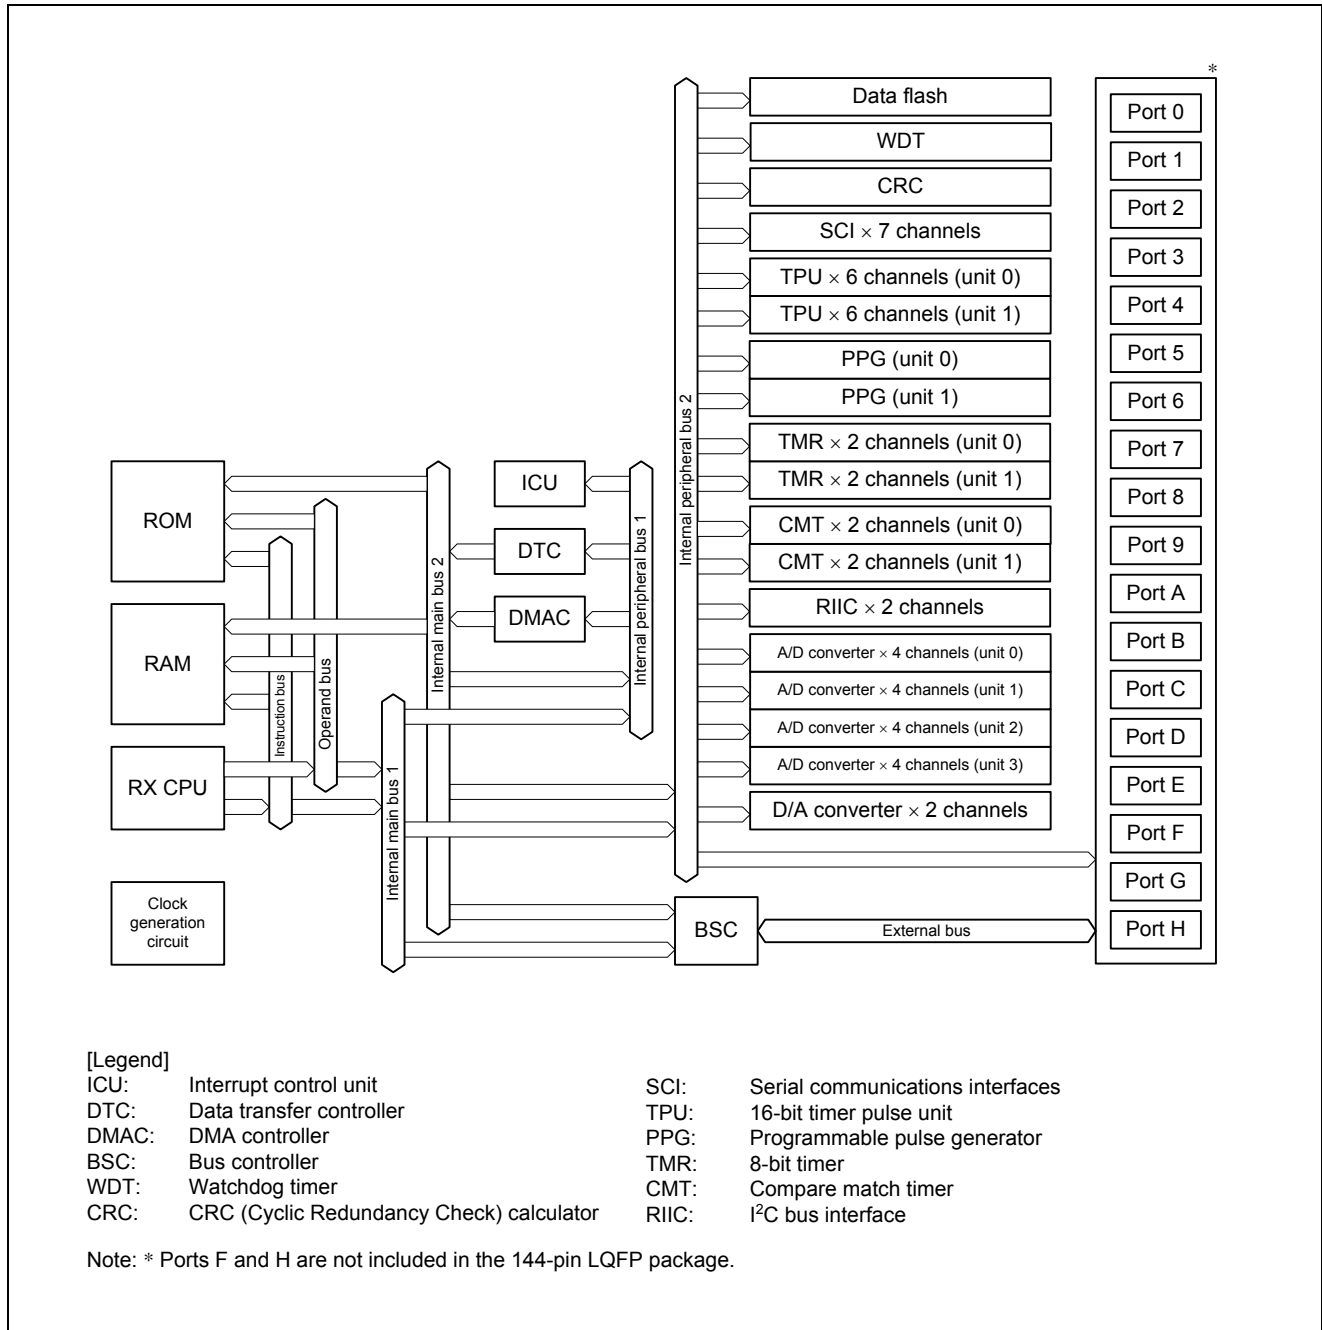 *
Data flash
WDT
CRC
SCI × 7 channels
TPU × 6 channels (unit 0)
TPU × 6 channels (unit 1)
PPG (unit 0)
PPG (unit 1)
TMR × 2 channels (unit 0)
TMR × 2 channels (unit 1)
CMT × 2 channels (unit 0)
CMT × 2 channels (unit 1)
RIIC × 2 channels
A/D converter × 4 channels (unit 0)
A/D converter × 4 channels (unit 1)
A/D converter × 4 channels (unit 2)
A/D converter × 4 channels (unit 3)
D/A converter × 2 channels
Port 0
Port 1
Port 2
Port 3
Port 4
Port 5
Port 6
Port 7
Port 8
Port 9
Port A
Port B
Port C
Port D
Port E
Port F
Port G
Port H
ROM
RAM
RX CPU
Clock
generation
circuit
Instruction bus
Operand bus
Internal main bus 1
Internal main bus 2
ICU
DTC
DMAC
Internal peripheral bus 1
Internal peripheral bus 2
BSC
External bus
[Legend]
ICU: Interrupt control unit
DTC: Data transfer controller
DMAC: DMA controller
BSC: Bus controller
WDT: Watchdog timer
CRC: CRC (Cyclic Redundancy Check) calculator
SCI: Serial communications interfaces
TPU: 16-bit timer pulse unit
PPG: Programmable pulse generator
TMR: 8-bit timer
CMT: Compare match timer
RIIC: I²C bus interface
Note: * Ports F and H are not included in the 144-pin LQFP package.